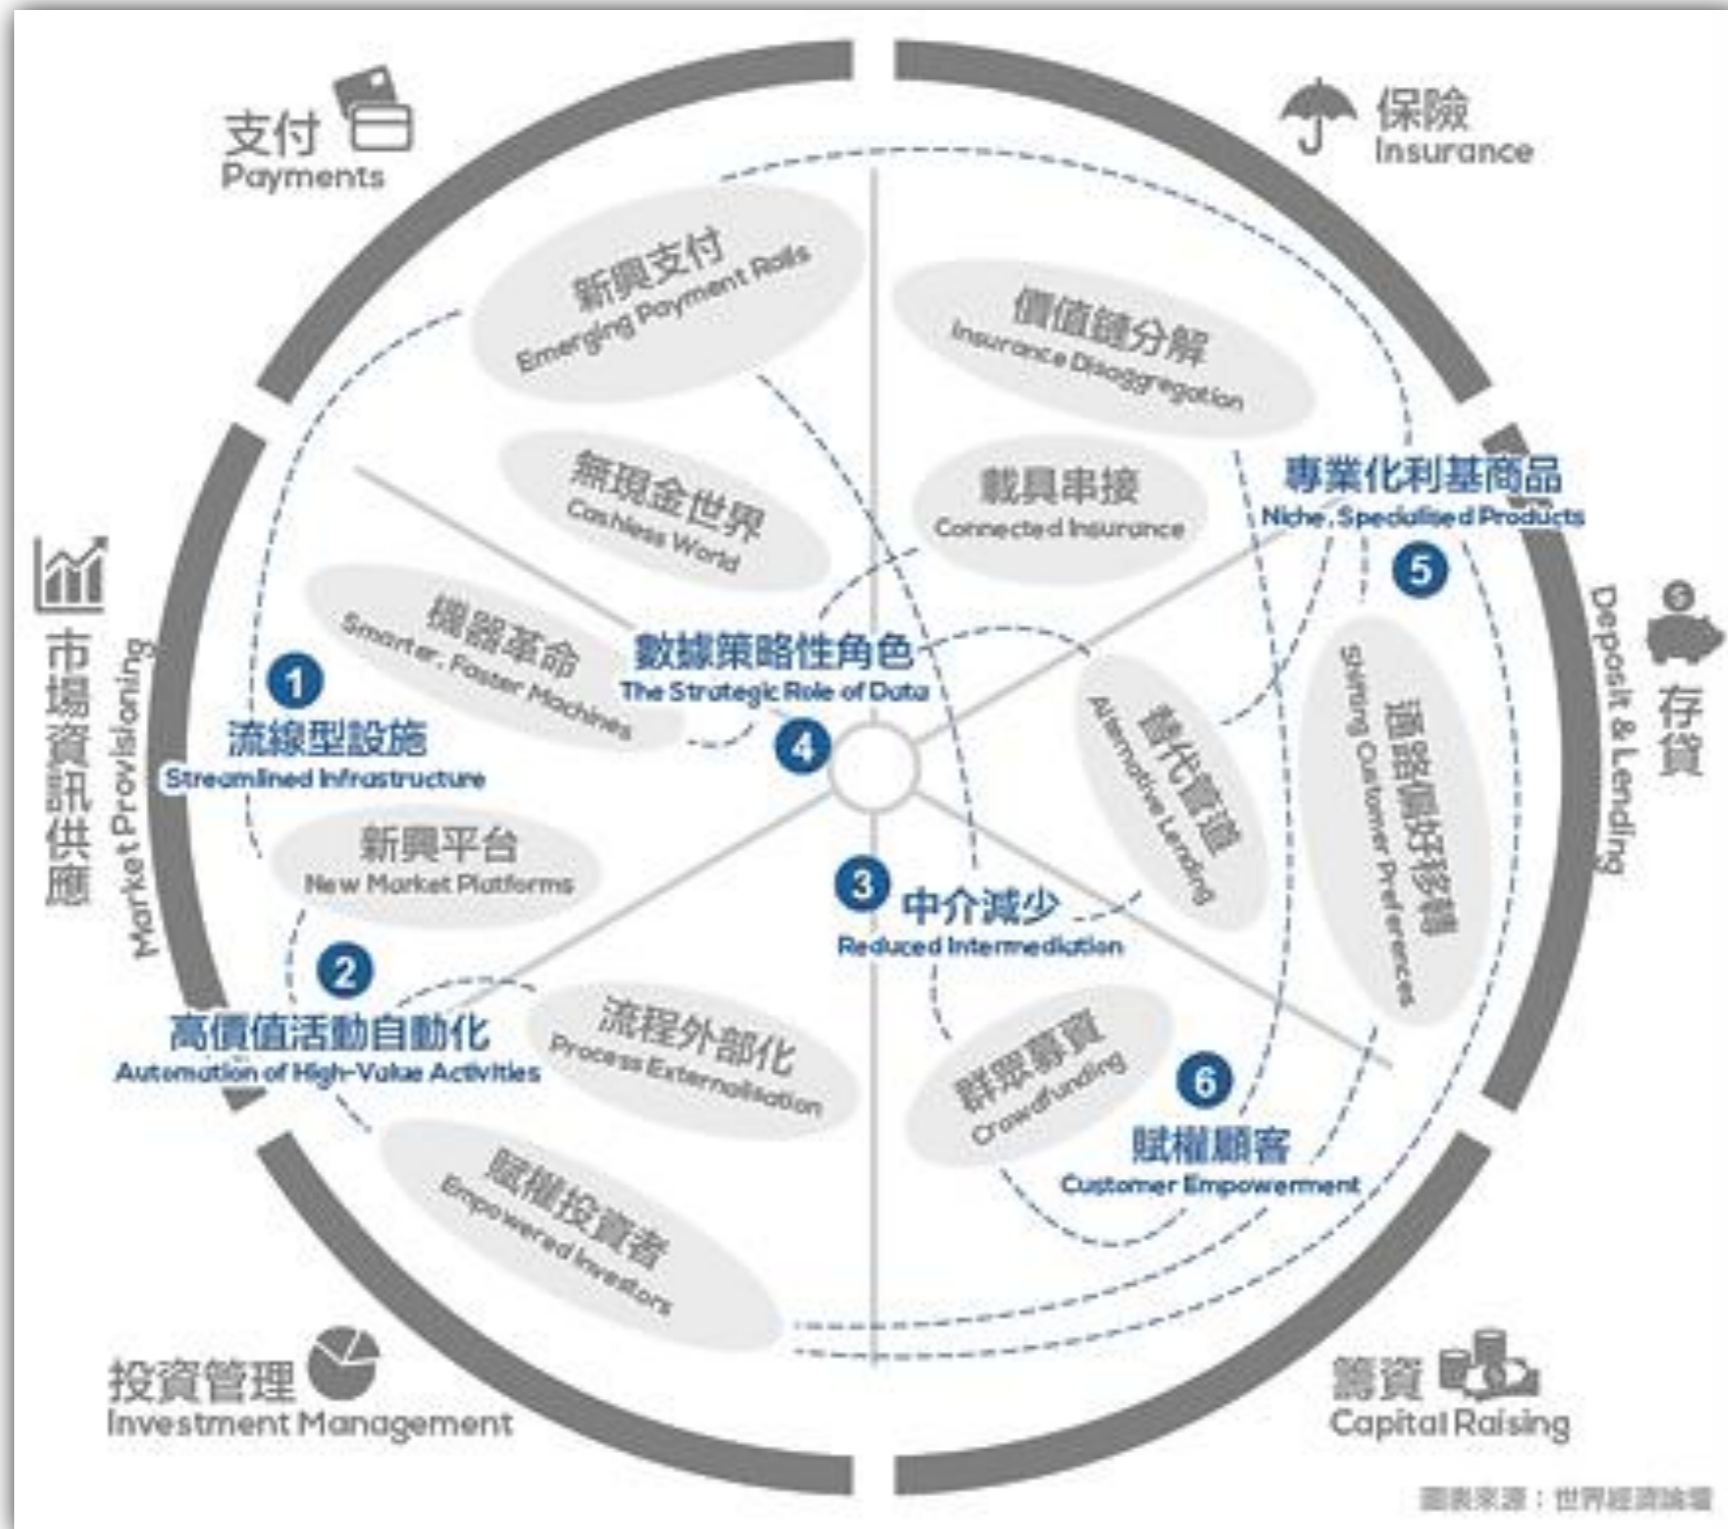 支付
Payments
保險
Insurance
新興支付
Emerging Payment Rails
價值鏈分解
Insurance Disaggregation
無現金世界
Cashless World
載具串接
Connected Insurance
專業化利基商品
Niche, Specialised Products
5
機器革命
Smarter, Faster Machines
數據策略性角色
The Strategic Role of Data
4
1
流線型設施
Streamlined Infrastructure
市場資訊供應
Market Provisioning
替代管道
Alternative Lending
通路偏好移轉
Shifting Customer Preferences
存貸
Deposit & Lending
新興平台
New Market Platforms
3
中介減少
Reduced Intermediation
2
高價值活動自動化
Automation of High-Value Activities
流程外部化
Process Externalisation
群眾募資
Crowdfunding
6
賦權顧客
Customer Empowerment
賦權投資者
Empowered Investors
投資管理
Investment Management
籌資
Capital Raising
圖表來源：世界經濟論壇